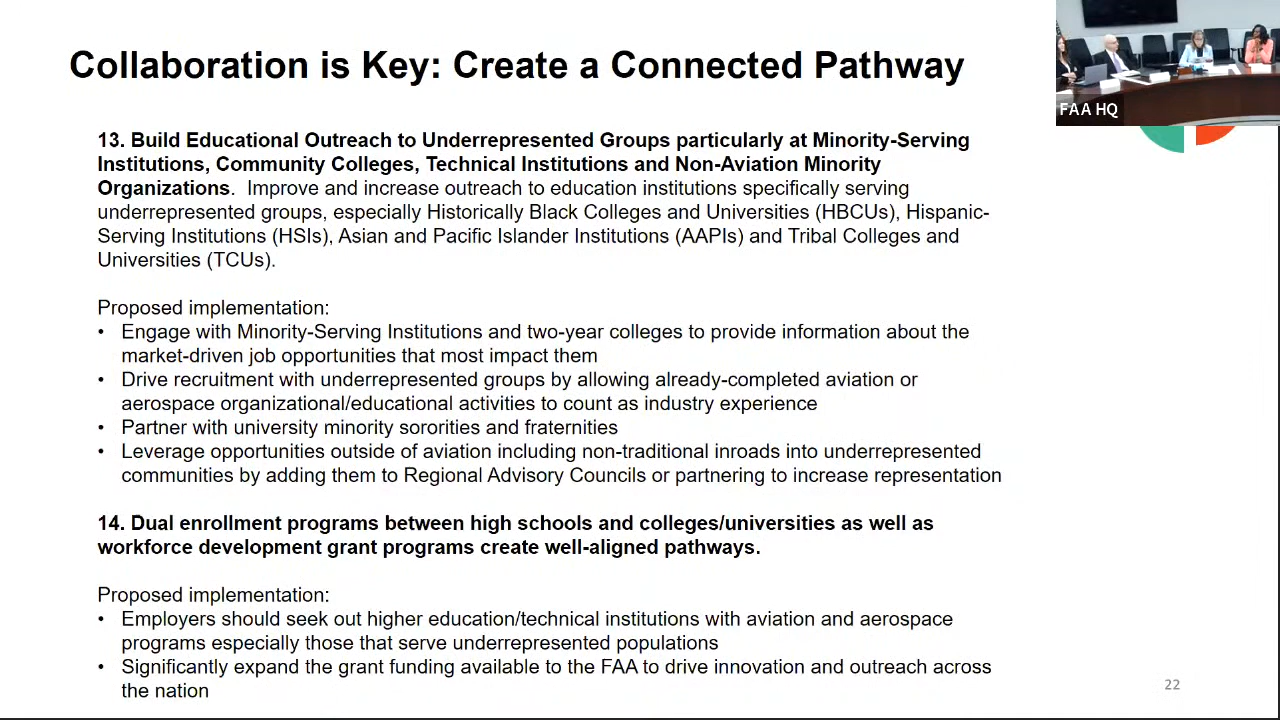 Collaboration is Key: Create a Connected Pathway
FAA HQ
13. Build Educational Outreach to Underrepresented Groups particularly at Minority-Serving
Institutions, Community Colleges, Technical Institutions and Non-Aviation Minority
Organizations.  Improve and increase outreach to education institutions specifically serving
underrepresented groups, especially Historically Black Colleges and Universities (HBCUs), Hispanic-
Serving Institutions (HSIs), Asian and Pacific Islander Institutions (AAPIs) and Tribal Colleges and
Universities (TCUs).
Proposed implementation:
• Engage with Minority-Serving Institutions and two-year colleges to provide information about the
market-driven job opportunities that most impact them
• Drive recruitment with underrepresented groups by allowing already-completed aviation or
aerospace organizational/educational activities to count as industry experience
• Partner with university minority sororities and fraternities
• Leverage opportunities outside of aviation including non-traditional inroads into underrepresented
communities by adding them to Regional Advisory Councils or partnering to increase representation
14. Dual enrollment programs between high schools and colleges/universities as well as
workforce development grant programs create well-aligned pathways.
Proposed implementation:
• Employers should seek out higher education/technical institutions with aviation and aerospace
programs especially those that serve underrepresented populations
• Significantly expand the grant funding available to the FAA to drive innovation and outreach across
the nation
22